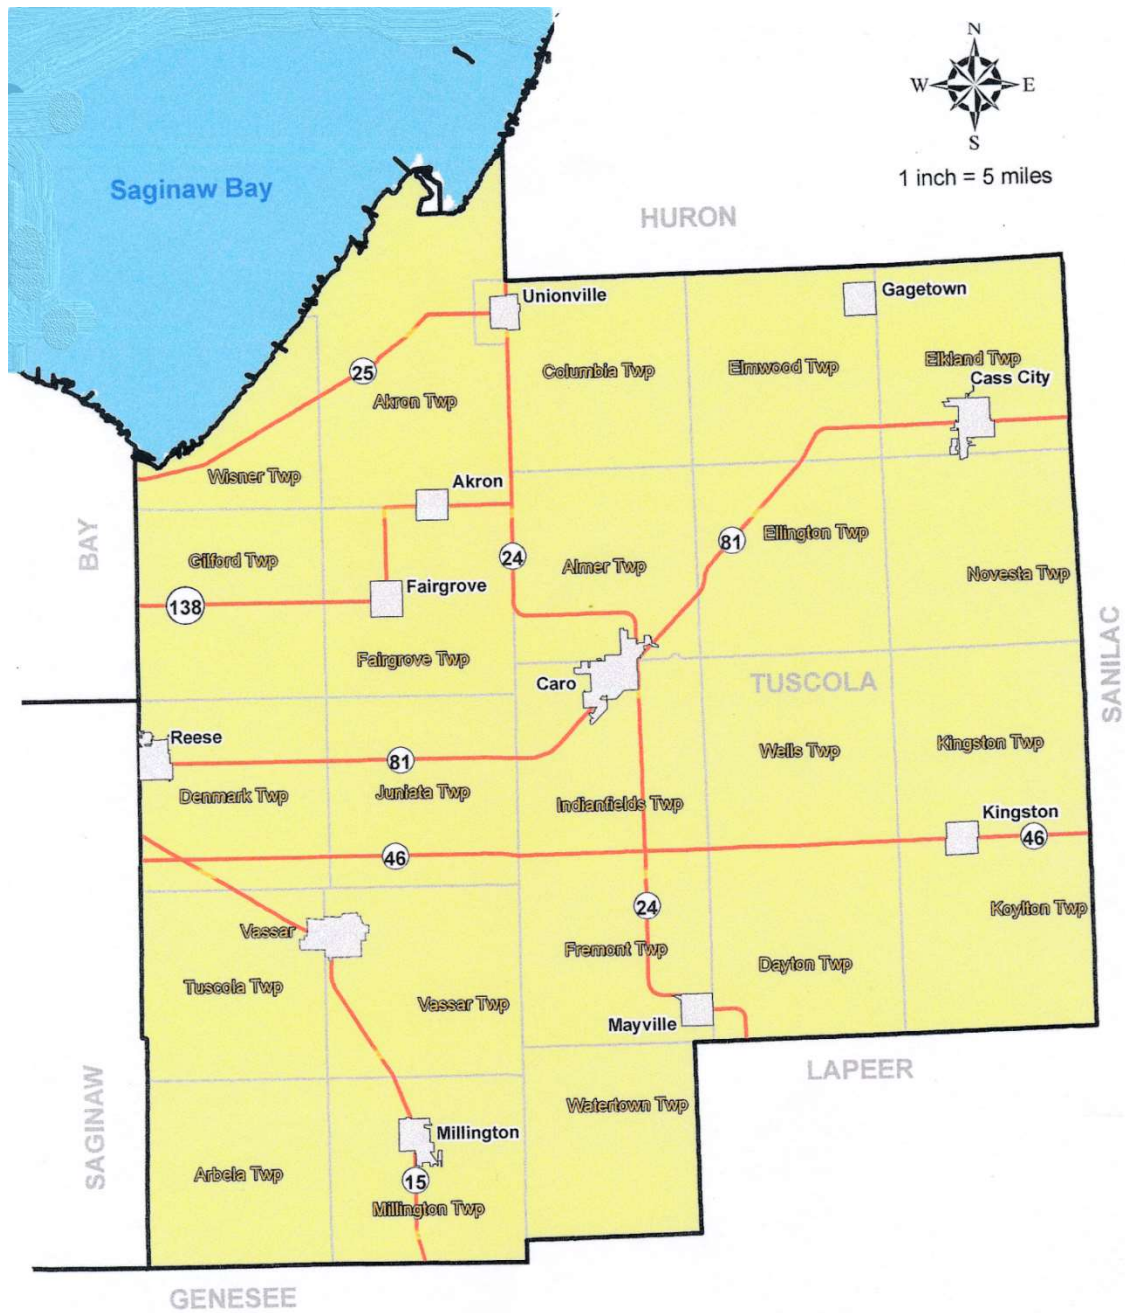 N
W
E
S
1 inch = 5 miles
Saginaw Bay
HURON
Unionville
Gagetown
25
Columbia Twp
Elmwood Twp
Elkland Twp
Cass City
Akron Twp
Wisner Twp
Akron
BAY
Gilford Twp
24
Almer Twp
81
Ellington Twp
Novesta Twp
Fairgrove
138
Fairgrove Twp
Caro
TUSCOLA
SANILAC
Reese
81
Wells Twp
Kingston Twp
Denmark Twp
Juniata Twp
Indianfields Twp
Kingston
46
46
24
Koylton Twp
Vassar
Fremont Twp
Dayton Twp
Tuscola Twp
Vassar Twp
Mayville
LAPEER
SAGINAW
Watertown Twp
Millington
Arbela Twp
15
Millington Twp
GENESEE